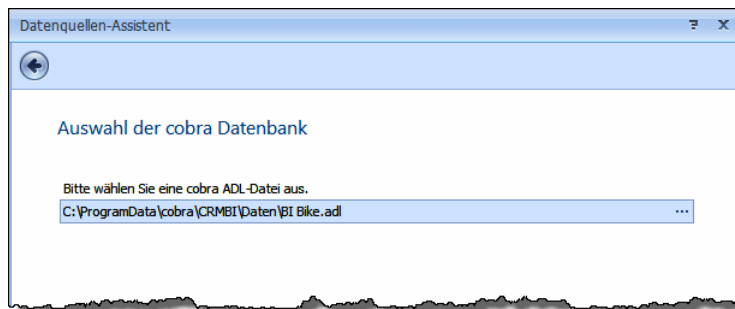 Datenquellen-Assistent ? X
Auswahl der cobra Datenbank
Bitte wählen Sie eine cobra ADL-Datei aus.
C:\ProgramData\cobra\CRMBI\Daten\BI Bike.adl ...